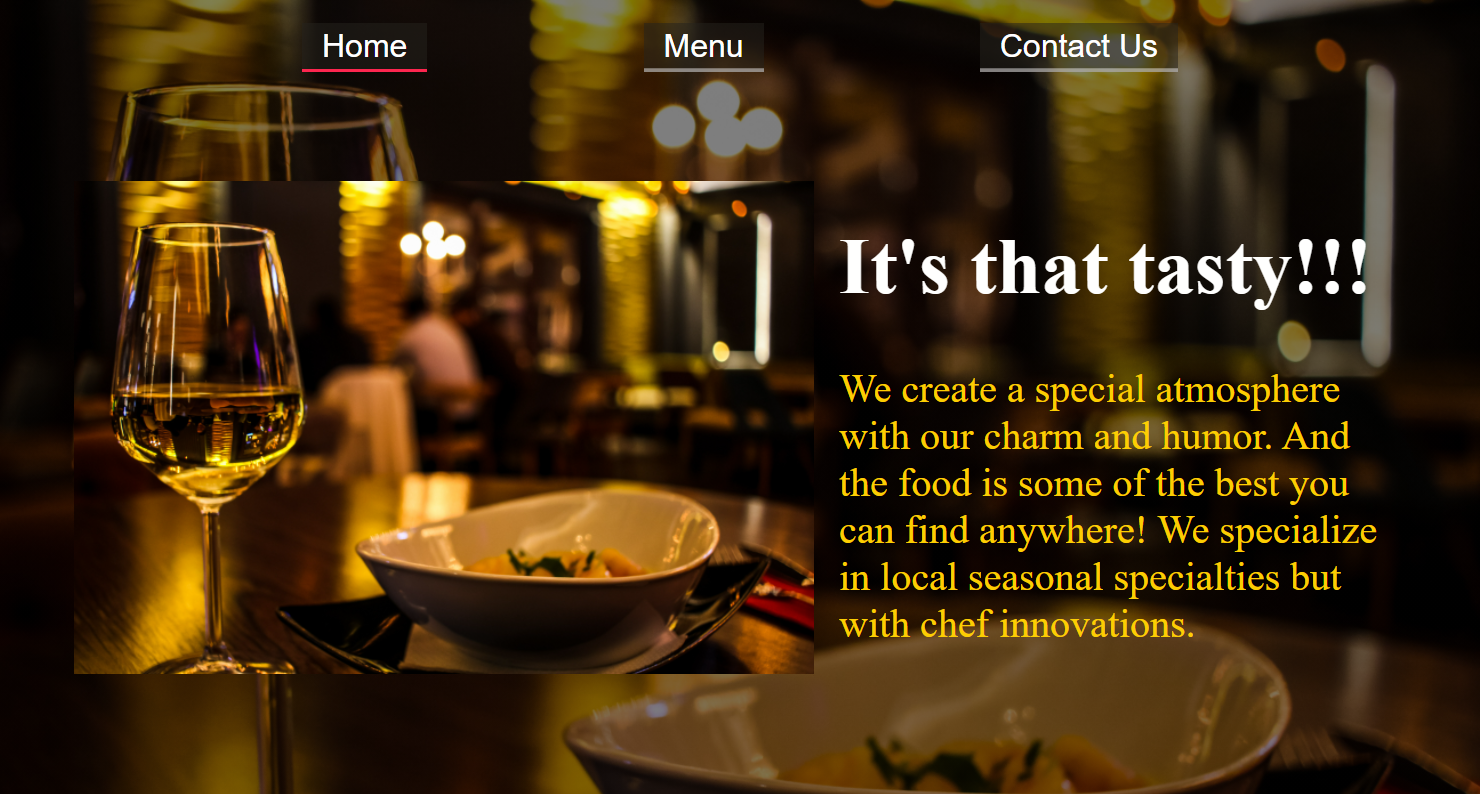 Home
Menu
Contact Us
It's that tasty!!!
We create a special atmosphere
with our charm and humor. And
the food is some of the best you
can find anywhere! We specialize
in local seasonal specialties but
with chef innovations.